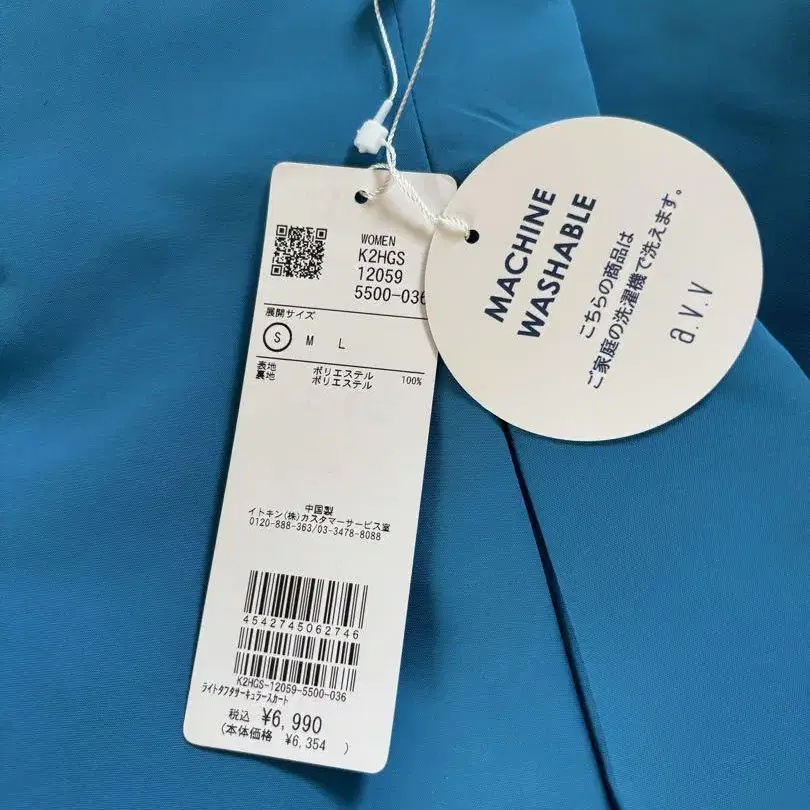 WOMEN
K2HGS
12059
5500-036
展開サイズ
S M L
表地 ポリエステル 100%
裏地 ポリエステル
中国製
イトキン(株)カスタマーサービス室
0120-888-363/03-3478-8088
4542745062746
K2HGS-12059-5500-036
ライトタフタサーキュラースカート
税込 ¥6,990
(本体価格 ¥6,354 )
MACHINE
WASHABLE
こちらの商品は
ご家庭の洗濯機で洗えます。
a.v.v